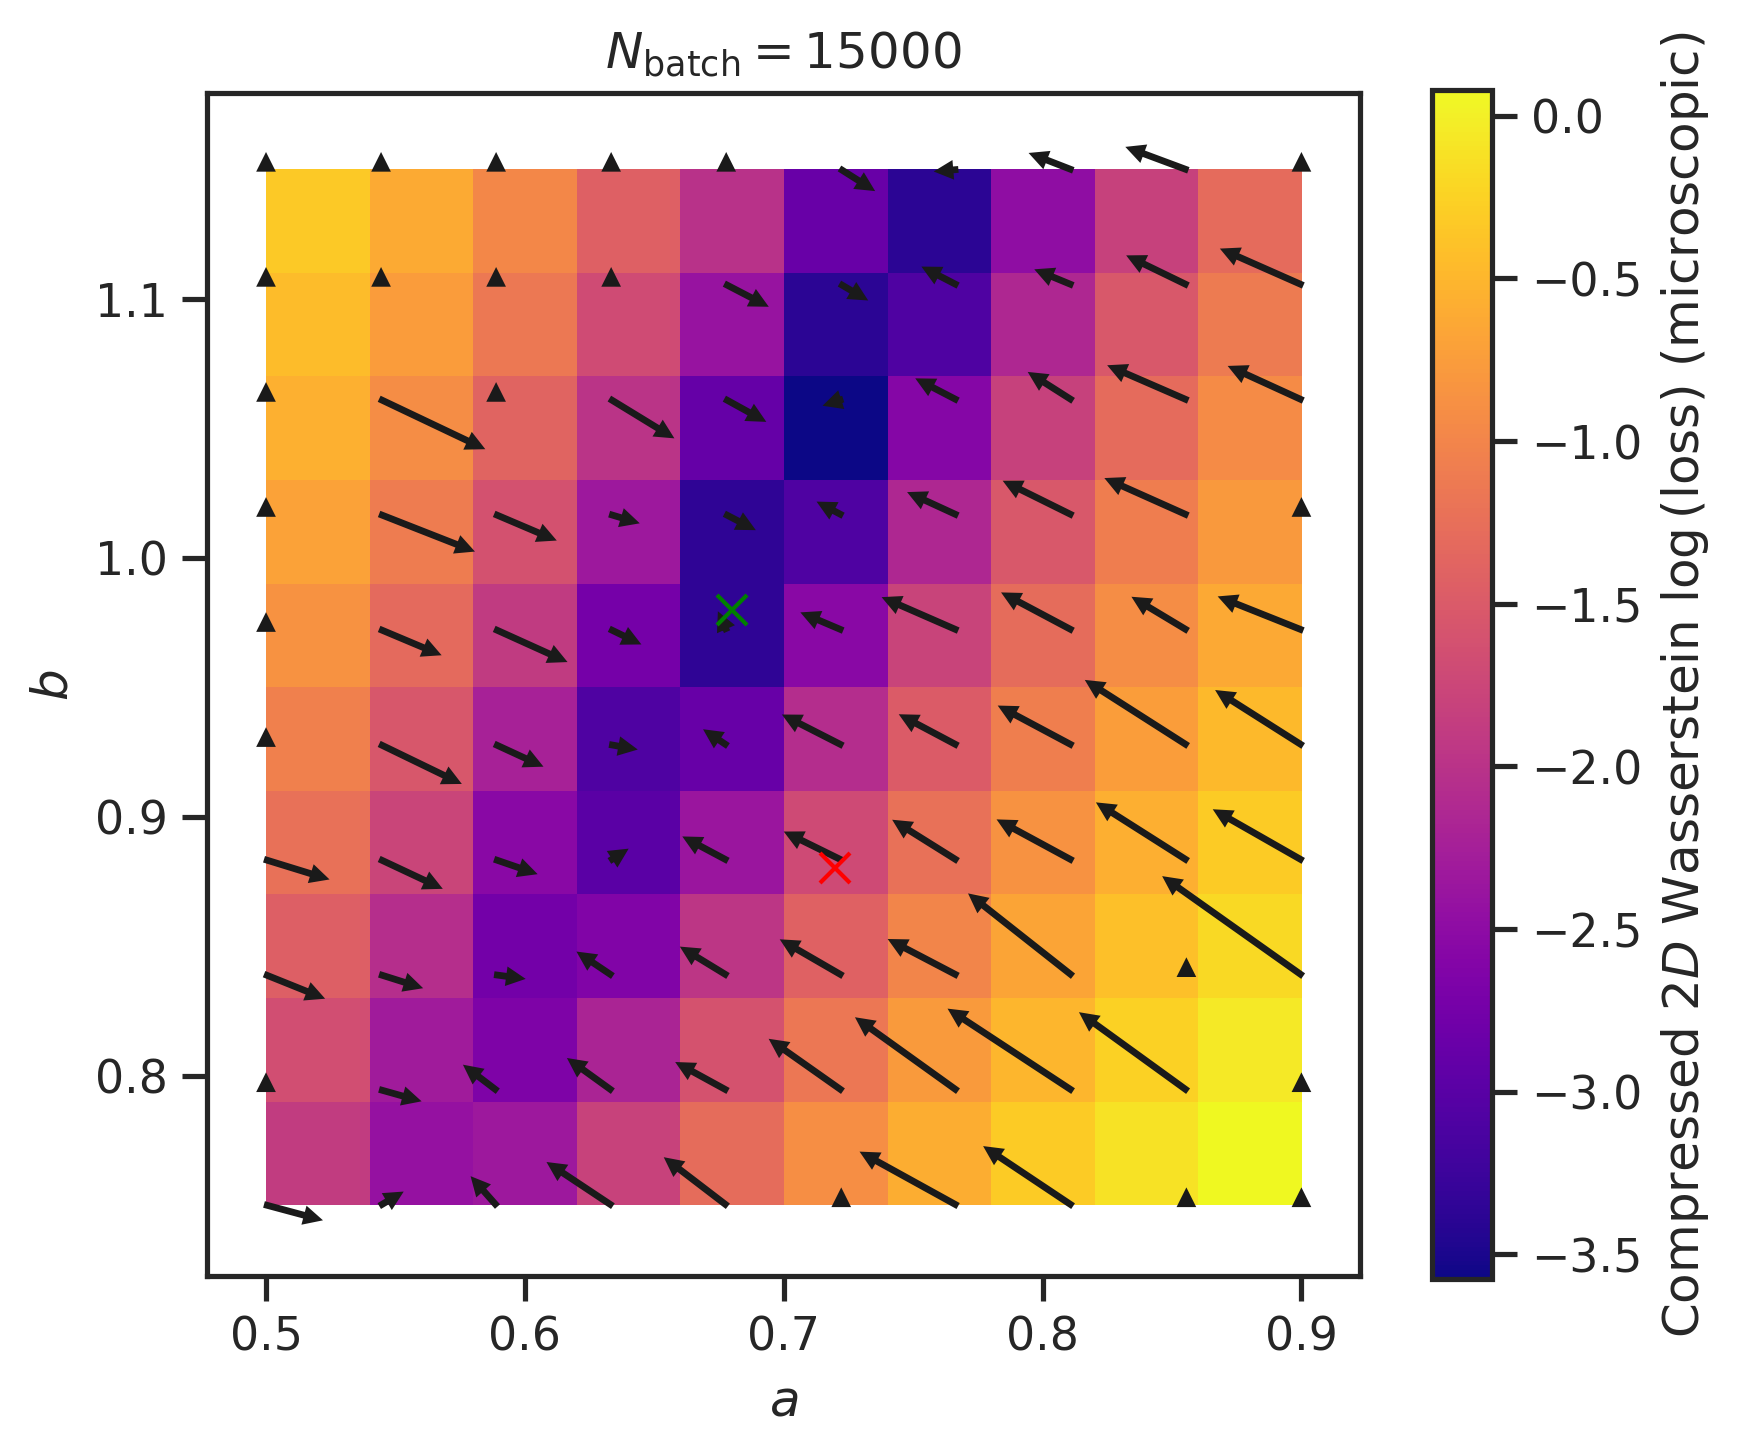 N_batch = 15000
b
1.1
1.0
0.9
0.8
0.5 0.6 0.7 0.8 0.9
a
0.0
−0.5
−1.0
−1.5
−2.0
−2.5
−3.0
−3.5
Compressed 2D Wasserstein log (loss) (microscopic)